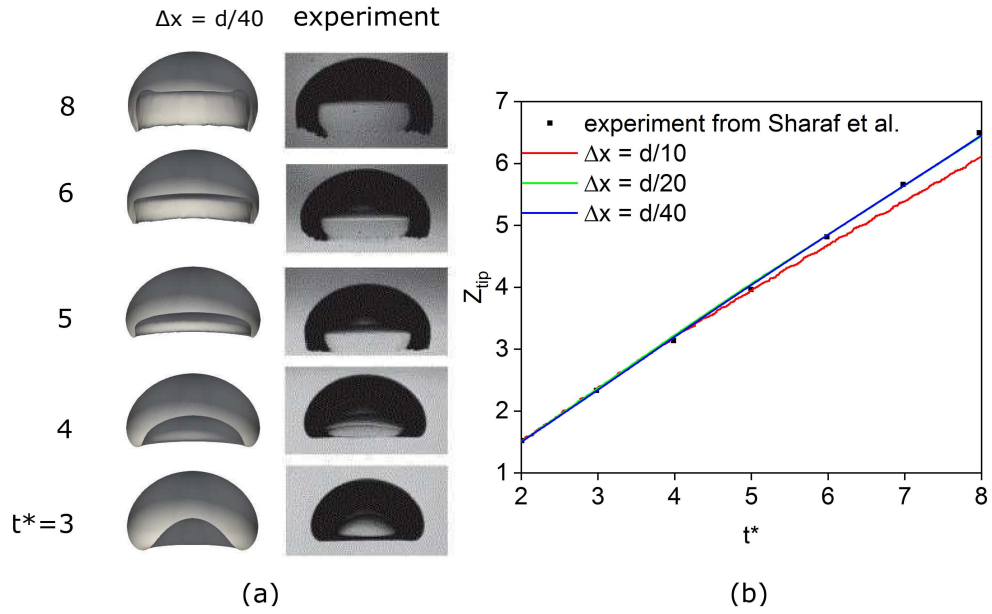 Δx = d/40 experiment
8
6
5
4
t*=3
(a)
7
6
5
4
3
2
1
Z_tip
experiment from Sharaf et al.
Δx = d/10
Δx = d/20
Δx = d/40
2 3 4 5 6 7 8
t*
(b)